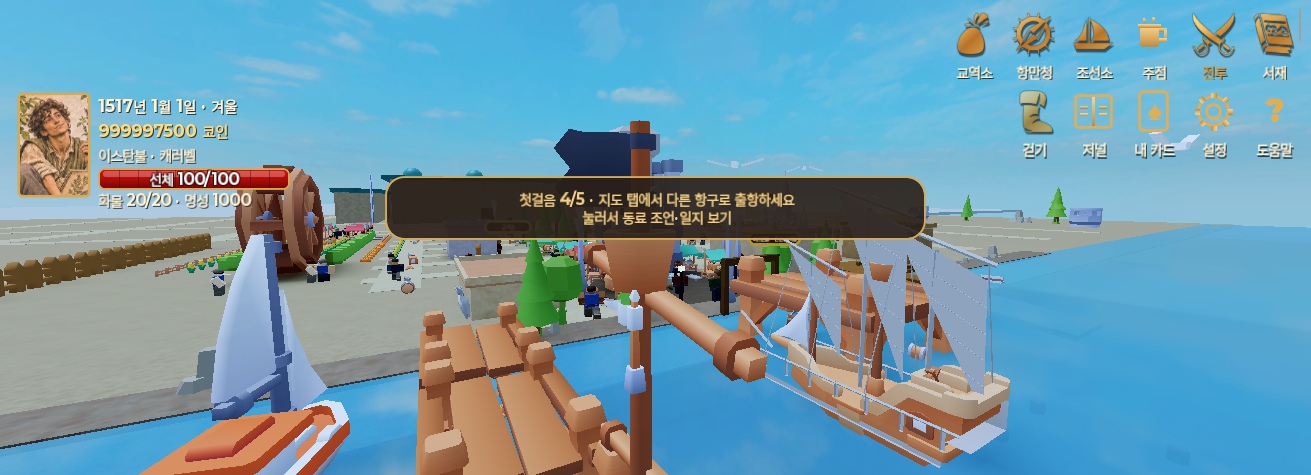 교역소
항만청
조선소
주점
전투
서재
걷기
저널
내 카드
설정
도움말
1517년 1월 1일 · 겨울
999997500 코인
이스탄불 · 캐러벨
선체 100/100
화물 20/20 · 명성 1000
첫걸음 4/5 · 지도 탭에서 다른 항구로 출항하세요
눌러서 동료 조언·일지 보기